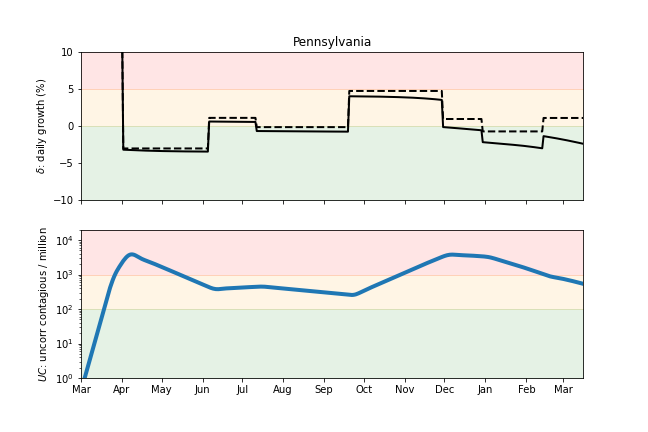 Pennsylvania
δ: daily growth (%)
10
5
0
−5
−10
UC: uncorr contagious / million
10⁴
10³
10²
10¹
10⁰
Mar Apr May Jun Jul Aug Sep Oct Nov Dec Jan Feb Mar